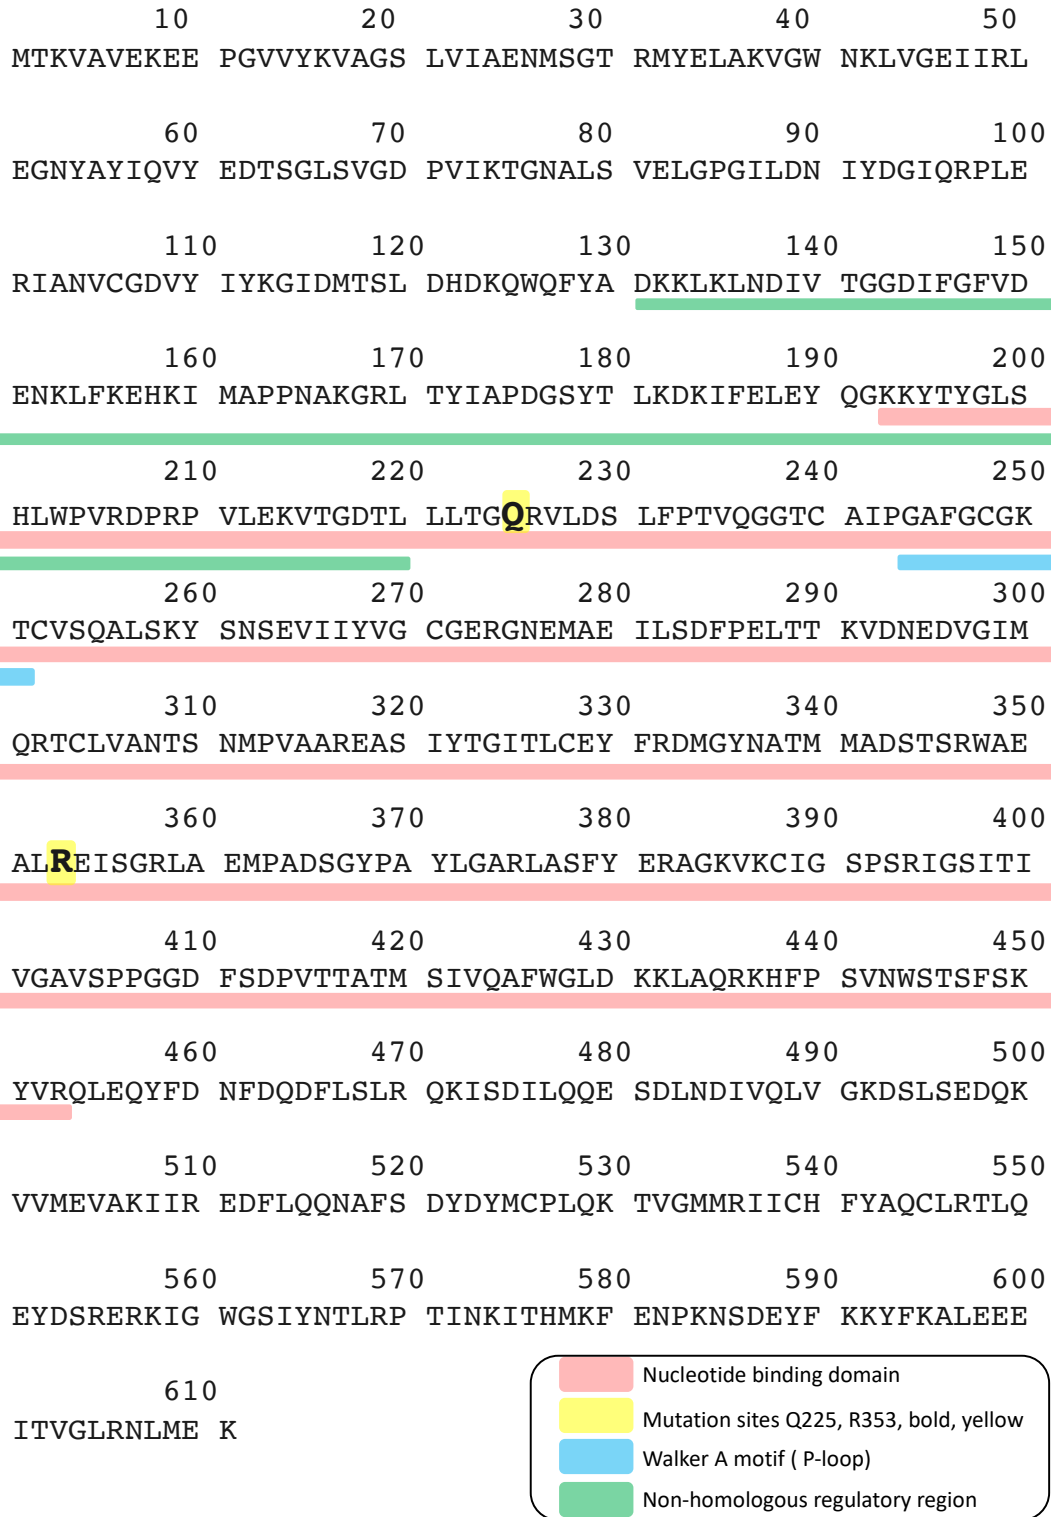 10 20 30 40 50
MTKVAVEKEE PGVVYKVAGS LVIAENMSGT RMYELAKVGW NKLVGEIIRL
60 70 80 90 100
EGNYAYIQVY EDTSGLSVGD PVIKTGNALS VELGPGILDN IYDGIQRPLE
110 120 130 140 150
RIANVCGDVY IYKGIDMTSL DHDKQWQFYA DKKLKLNDIV TGGDIFGFVD
160 170 180 190 200
ENKLFKEHKI MAPPNAKGRL TYIAPDGSYT LKDKIFELEY QGKKYTYGLS
210 220 230 240 250
HLWPVRDPRP VLEKVTGDTL LLTGQRVLDS LFPTVQGGTC AIPGAFGCGK
260 270 280 290 300
TCVSQALSKY SNSEVIIYVG CGERGNEMAE ILSDFPELTT KVDNEDVGIM
310 320 330 340 350
QRTCLVANTS NMPVAAREAS IYTGITLCEY FRDMGYNATM MADSTSRWAE
360 370 380 390 400
ALREISGRLA EMPADSGYPA YLGARLASFY ERAGKVKCIG SPSRIGSITI
410 420 430 440 450
VGAVSPPGGD FSDPVTTATM SIVQAFWGLD KKLAQRKHFP SVNWSTSFSK
460 470 480 490 500
YVRQLEQYFD NFDQDFLSLR QKISDILQQE SDLNDIVQLV GKDSLSEDQK
510 520 530 540 550
VVMEVAKIIR EDFLQQNAFS DYDYMCPLQK TVGMMRIICH FYAQCLRTLQ
560 570 580 590 600
EYDSRERKIG WGSIYNTLRP TINKITHMKF ENPKNSDEYF KKYFKALEEE
610
ITVGLRNLME K
Nucleotide binding domain
Mutation sites Q225, R353, bold, yellow
Walker A motif ( P-loop)
Non-homologous regulatory region